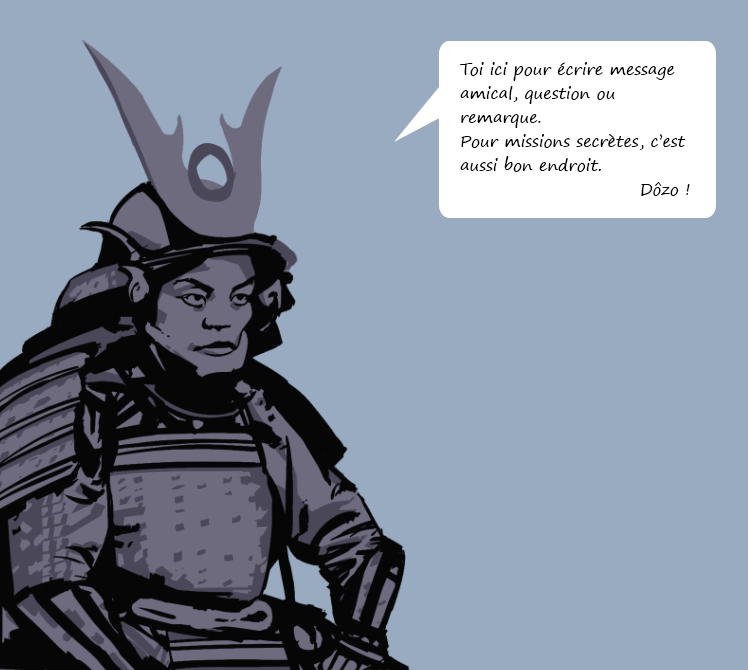 Toi ici pour écrire message
amical, question ou
remarque.
Pour missions secrètes, c'est
aussi bon endroit.
Dôzo !